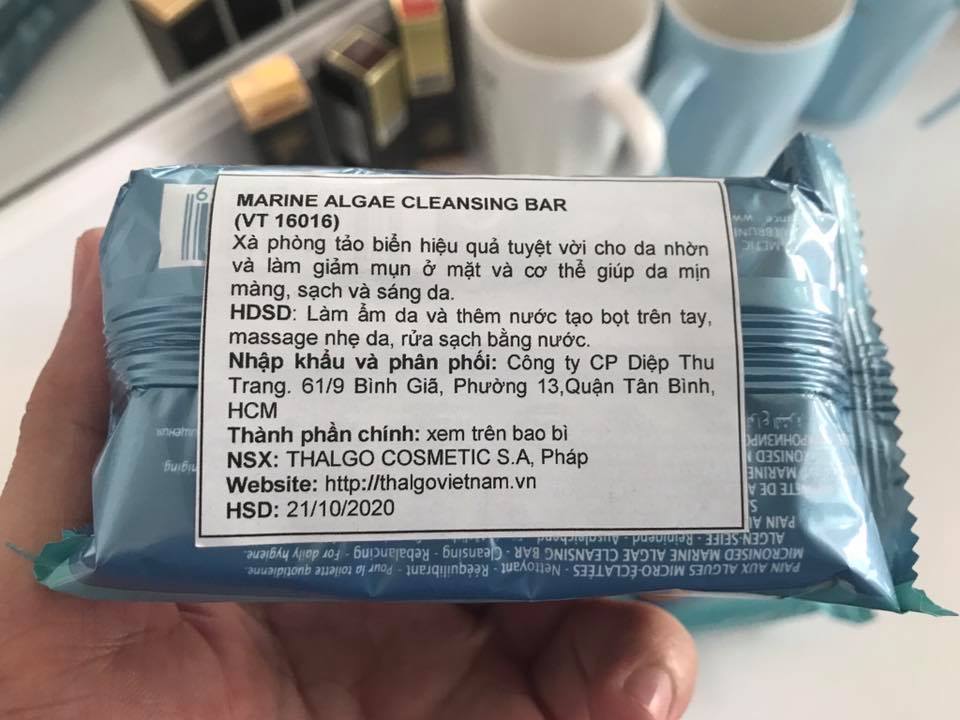 MARINE ALGAE CLEANSING BAR
(VT 16016)
Xà phòng tảo biển hiệu quả tuyệt vời cho da nhờn
và làm giảm mụn ở mặt và cơ thể giúp da mịn
màng, sạch và sáng da.
HDSD: Làm ẩm da và thêm nước tạo bọt trên tay,
massage nhẹ da, rửa sạch bằng nước.
Nhập khẩu và phân phối: Công ty CP Diệp Thu
Trang. 61/9 Bình Giã, Phường 13,Quận Tân Bình,
HCM
Thành phần chính: xem trên bao bì
NSX: THALGO COSMETIC S.A, Pháp
Website: http://thalgovietnam.vn
HSD: 21/10/2020
PAIN AUX ALGUES MICRO-ÉCLATÉES - Nettoyant - Rééquilibrant - Pour la toilette quotidienne.
MICRONISED MARINE ALGAE CLEANSING BAR - Cleansing - Rebalancing - For daily hygiene.
ALGEN-SEIFE - Reinigend - Ausgleichend